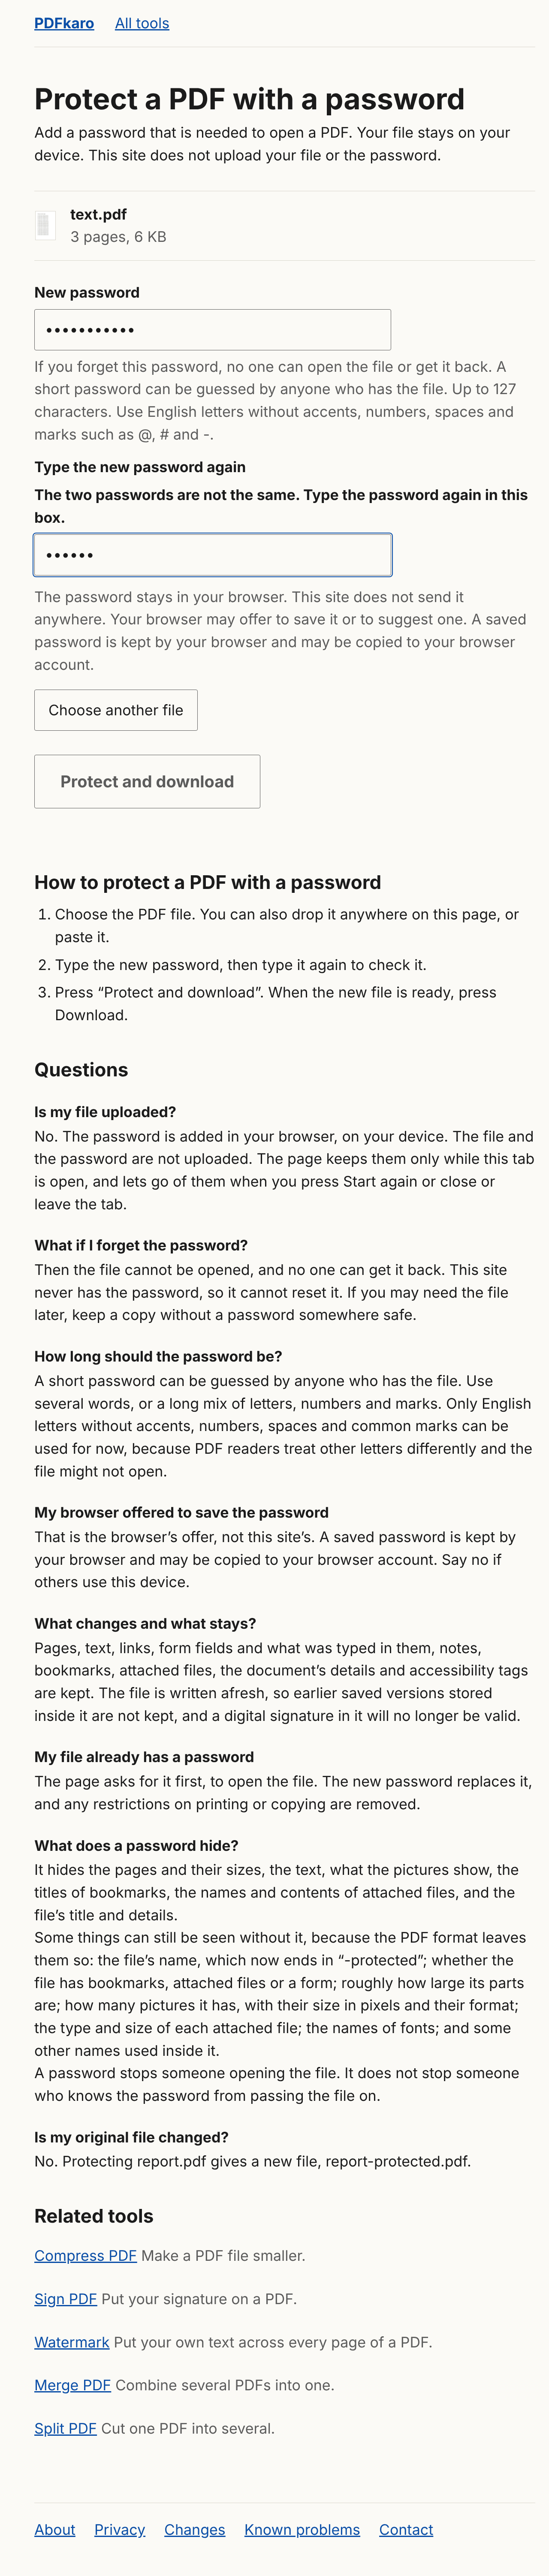 PDFkaro All tools
Protect a PDF with a password
Add a password that is needed to open a PDF. Your file stays on your
device. This site does not upload your file or the password.
text.pdf
3 pages, 6 KB
New password
•••••••••••
If you forget this password, no one can open the file or get it back. A
short password can be guessed by anyone who has the file. Up to 127
characters. Use English letters without accents, numbers, spaces and
marks such as @, # and -.
Type the new password again
The two passwords are not the same. Type the password again in this
box.
••••••
The password stays in your browser. This site does not send it
anywhere. Your browser may offer to save it or to suggest one. A saved
password is kept by your browser and may be copied to your browser
account.
Choose another file
Protect and download
How to protect a PDF with a password
1. Choose the PDF file. You can also drop it anywhere on this page, or
paste it.
2. Type the new password, then type it again to check it.
3. Press “Protect and download”. When the new file is ready, press
Download.
Questions
Is my file uploaded?
No. The password is added in your browser, on your device. The file and
the password are not uploaded. The page keeps them only while this tab
is open, and lets go of them when you press Start again or close or
leave the tab.
What if I forget the password?
Then the file cannot be opened, and no one can get it back. This site
never has the password, so it cannot reset it. If you may need the file
later, keep a copy without a password somewhere safe.
How long should the password be?
A short password can be guessed by anyone who has the file. Use
several words, or a long mix of letters, numbers and marks. Only English
letters without accents, numbers, spaces and common marks can be
used for now, because PDF readers treat other letters differently and the
file might not open.
My browser offered to save the password
That is the browser’s offer, not this site’s. A saved password is kept by
your browser and may be copied to your browser account. Say no if
others use this device.
What changes and what stays?
Pages, text, links, form fields and what was typed in them, notes,
bookmarks, attached files, the document’s details and accessibility tags
are kept. The file is written afresh, so earlier saved versions stored
inside it are not kept, and a digital signature in it will no longer be valid.
My file already has a password
The page asks for it first, to open the file. The new password replaces it,
and any restrictions on printing or copying are removed.
What does a password hide?
It hides the pages and their sizes, the text, what the pictures show, the
titles of bookmarks, the names and contents of attached files, and the
file’s title and details.
Some things can still be seen without it, because the PDF format leaves
them so: the file’s name, which now ends in “-protected”; whether the
file has bookmarks, attached files or a form; roughly how large its parts
are; how many pictures it has, with their size in pixels and their format;
the type and size of each attached file; the names of fonts; and some
other names used inside it.
A password stops someone opening the file. It does not stop someone
who knows the password from passing the file on.
Is my original file changed?
No. Protecting report.pdf gives a new file, report-protected.pdf.
Related tools
Compress PDF Make a PDF file smaller.
Sign PDF Put your signature on a PDF.
Watermark Put your own text across every page of a PDF.
Merge PDF Combine several PDFs into one.
Split PDF Cut one PDF into several.
About Privacy Changes Known problems Contact